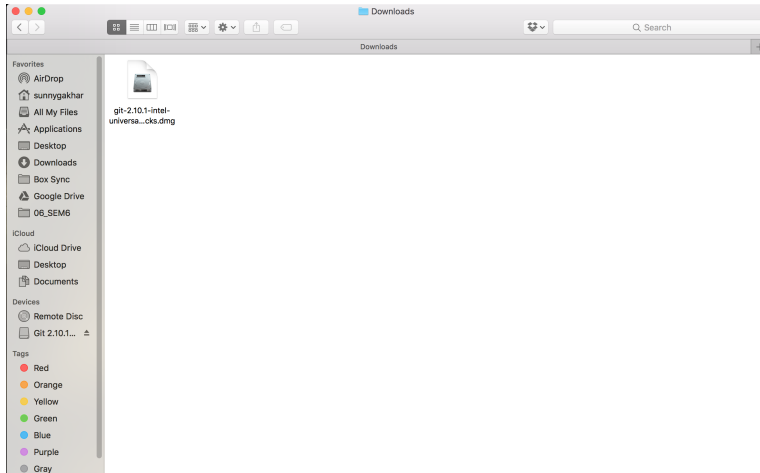 Downloads
Search
Downloads
Favorites
AirDrop
sunnygakhar
All My Files
Applications
Desktop
Downloads
Box Sync
Google Drive
06_SEM6
iCloud
iCloud Drive
Desktop
Documents
Devices
Remote Disc
Git 2.10.1...
Tags
Red
Orange
Yellow
Green
Blue
Purple
Gray
git-2.10.1-intel-
universa...cks.dmg